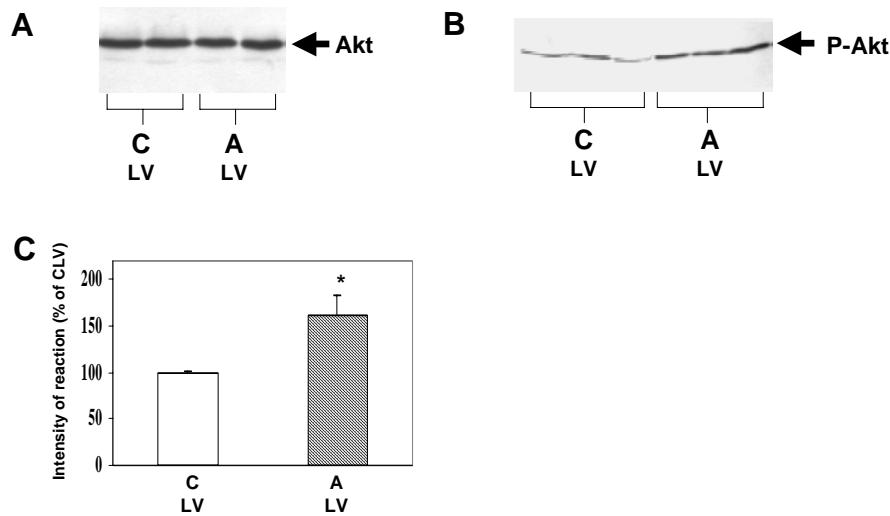 A
Akt
C
A
LV
LV
B
P-Akt
C
A
LV
LV
C
Intensity of reaction (% of CLV)
200
150
100
50
0
*
C
A
LV
LV